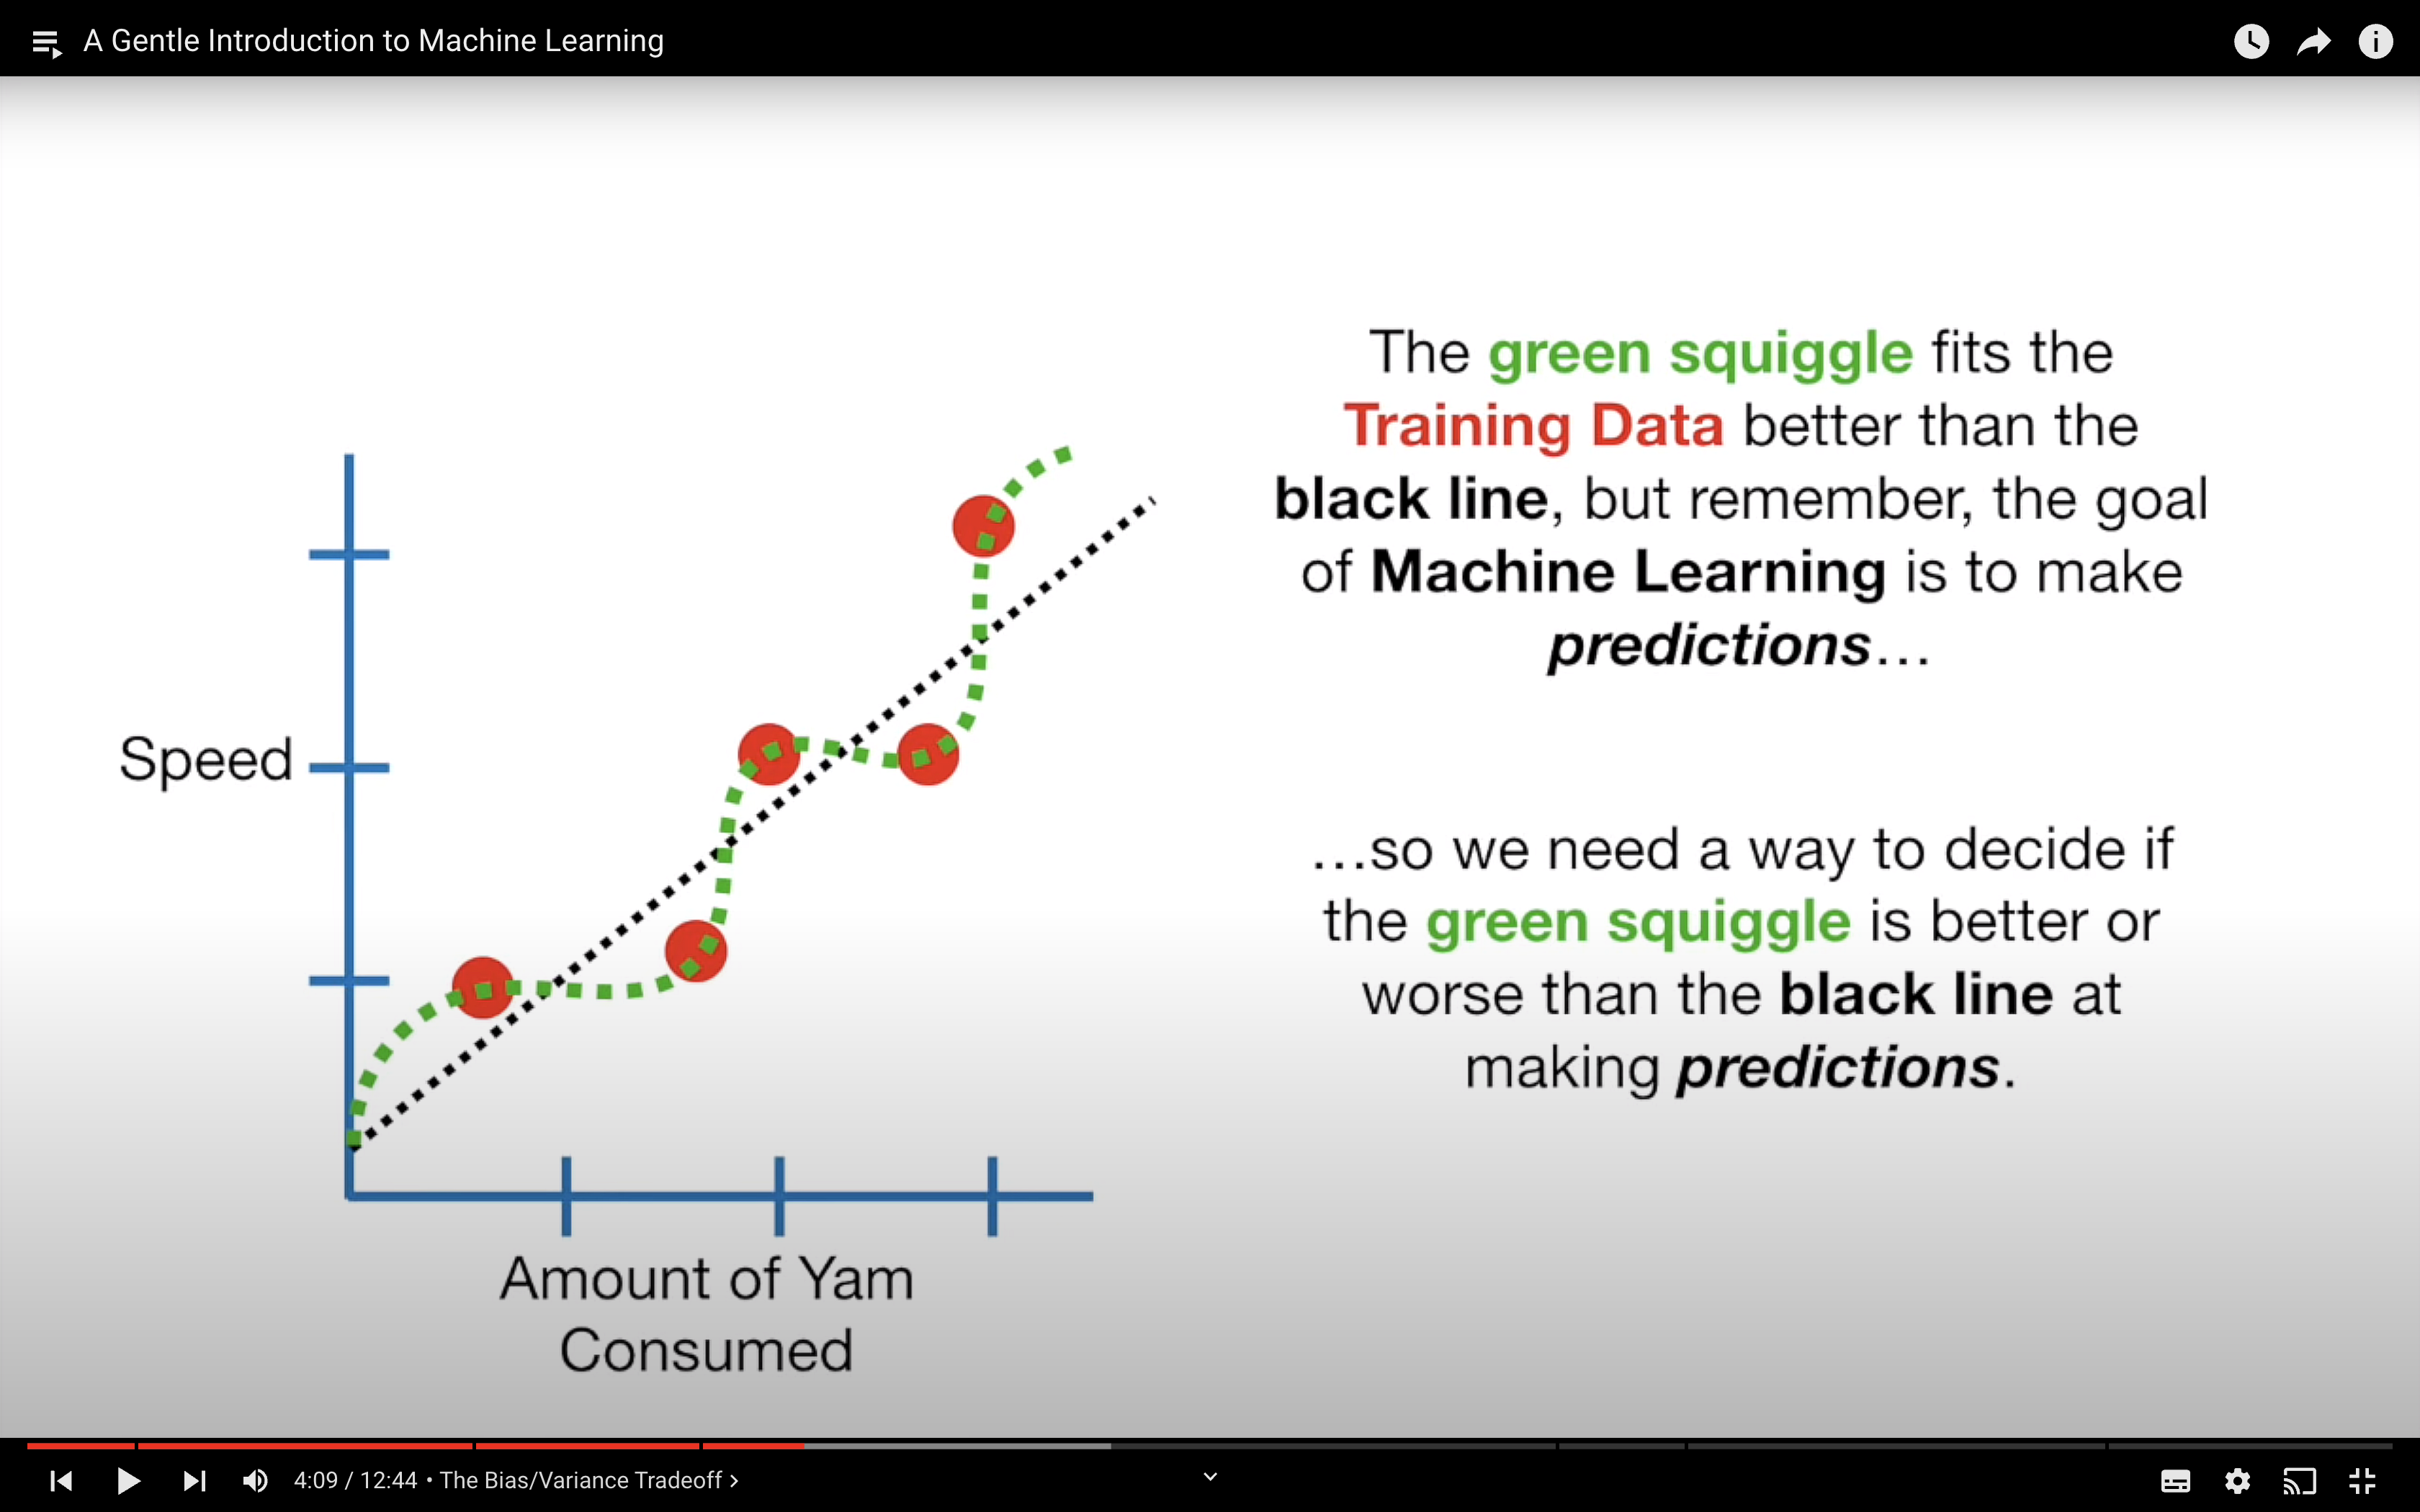 A Gentle Introduction to Machine Learning
The green squiggle fits the
Training Data better than the
black line, but remember, the goal
of Machine Learning is to make
predictions…
Speed
…so we need a way to decide if
the green squiggle is better or
worse than the black line at
making predictions.
Amount of Yam
Consumed
4:09 / 12:44 • The Bias/Variance Tradeoff ›